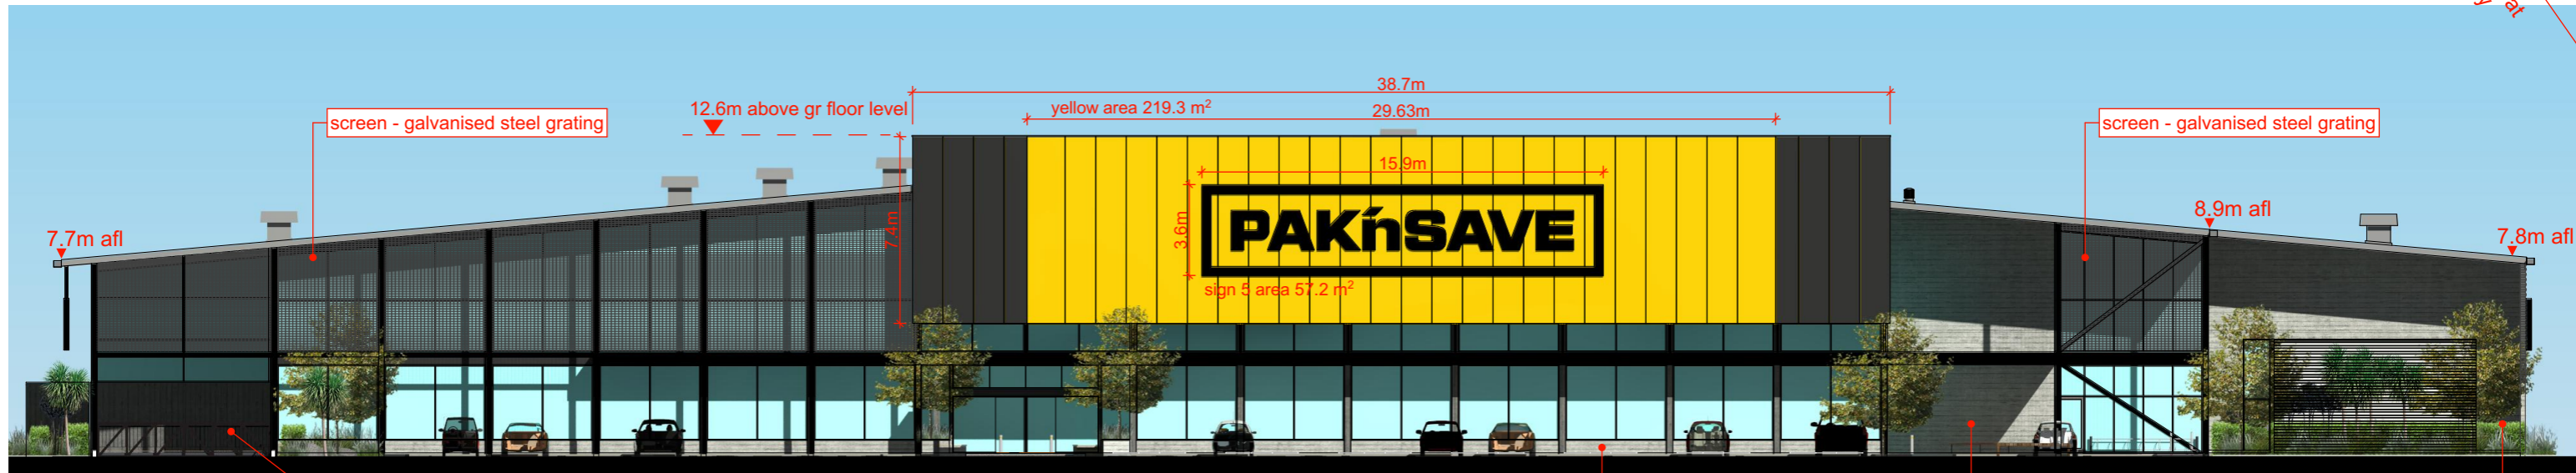 y at
38.7m
12.6m above gr floor level
yellow area 219.3 m²
29.63m
screen - galvanised steel grating
screen - galvanised steel grating
15.9m
7.4m
3.6m
PAK'nSAVE
sign 5 area 57.2 m²
7.7m afl
8.9m afl
7.8m afl